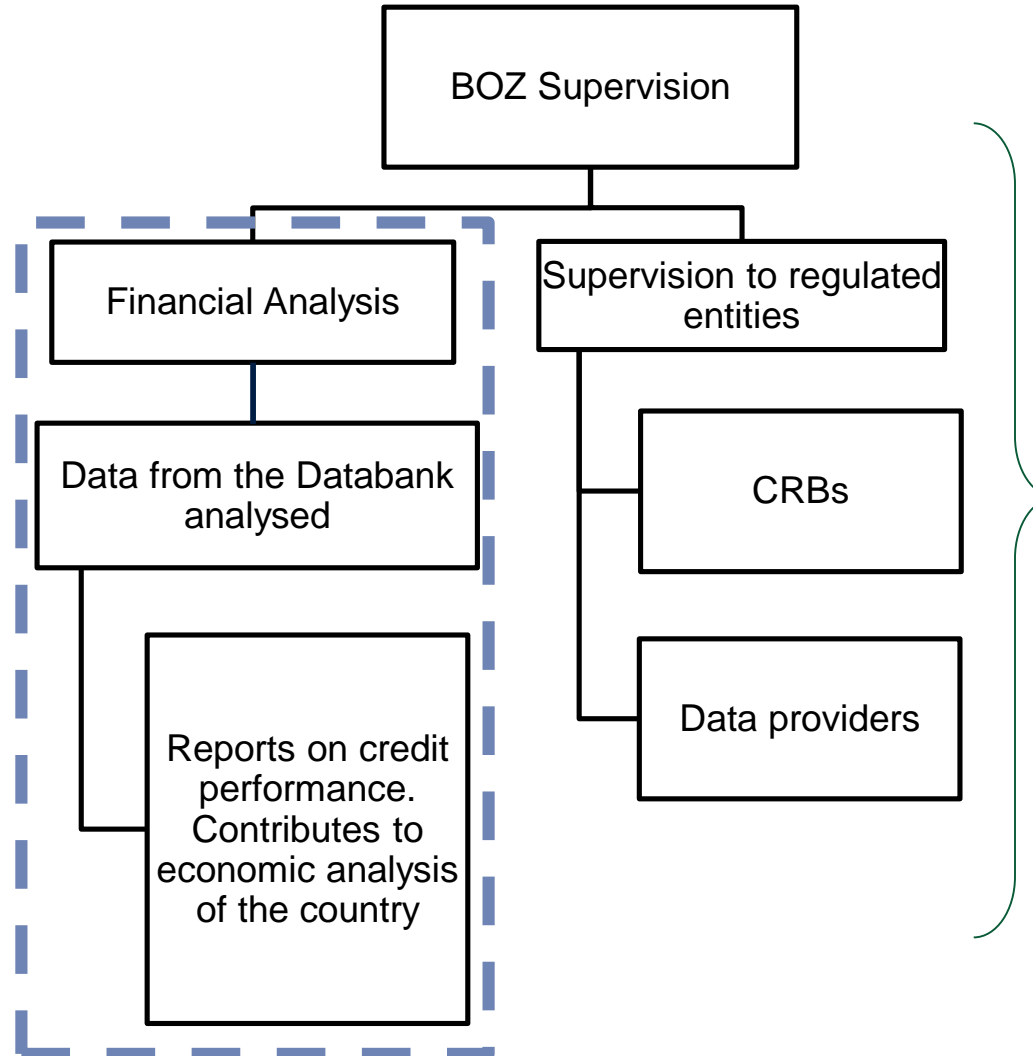 BOZ Supervision
Financial Analysis
Supervision to regulated
entities
Data from the Databank
analysed
CRBs
Reports on credit
performance.
Contributes to
economic analysis
of the country
Data providers